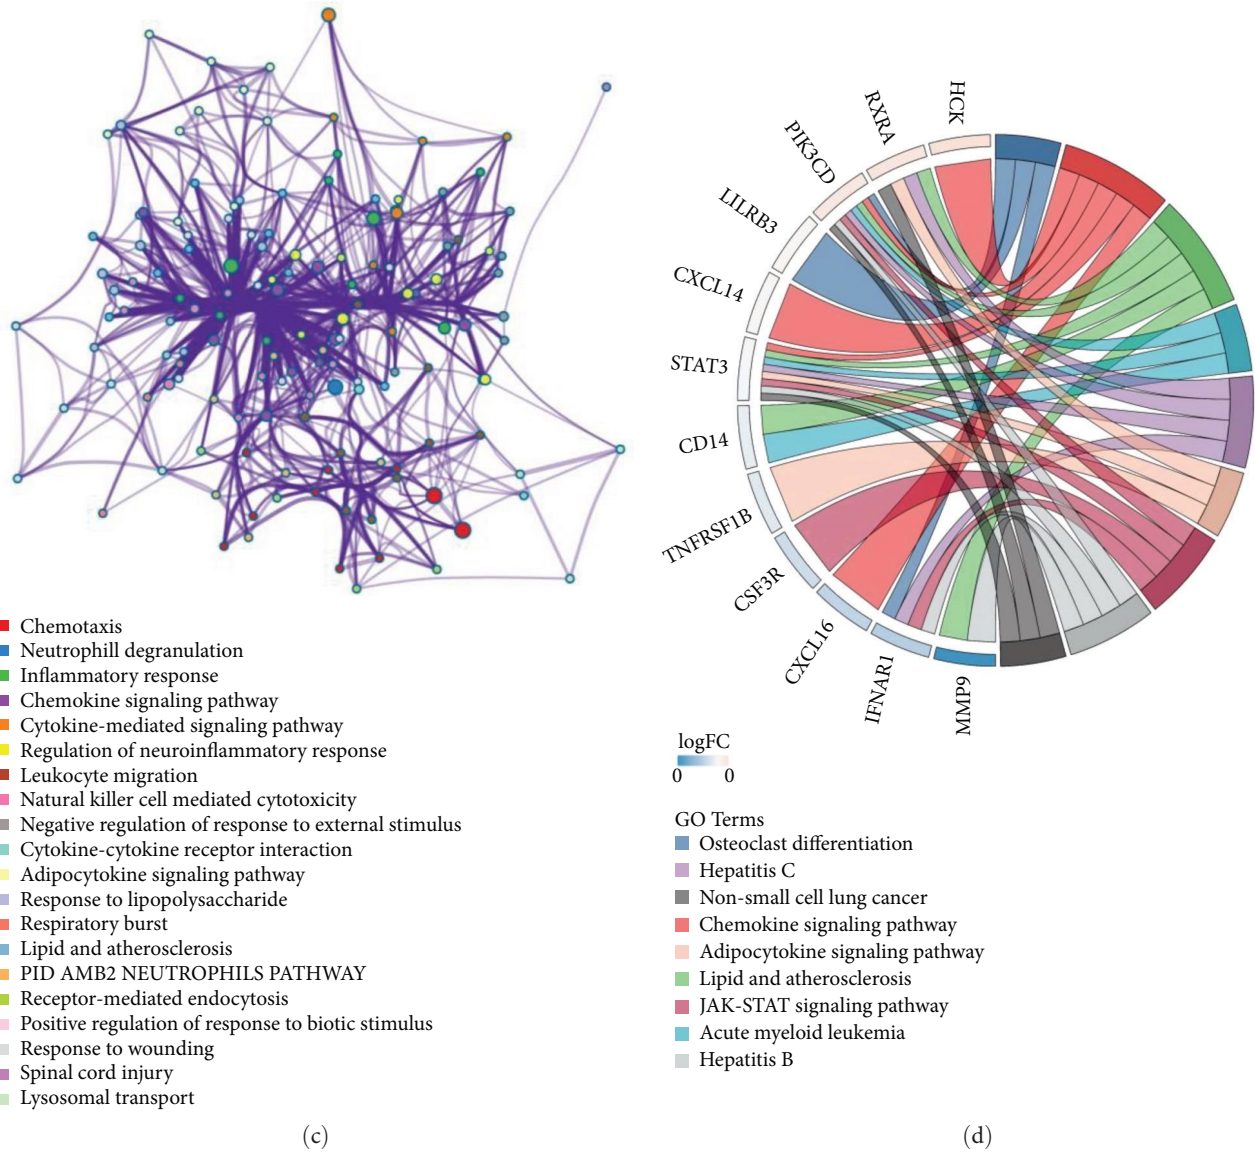 Chemotaxis
Neutrophill degranulation
Inflammatory response
Chemokine signaling pathway
Cytokine-mediated signaling pathway
Regulation of neuroinflammatory response
Leukocyte migration
Natural killer cell mediated cytotoxicity
Negative regulation of response to external stimulus
Cytokine-cytokine receptor interaction
Adipocytokine signaling pathway
Response to lipopolysaccharide
Respiratory burst
Lipid and atherosclerosis
PID AMB2 NEUTROPHILS PATHWAY
Receptor-mediated endocytosis
Positive regulation of response to biotic stimulus
Response to wounding
Spinal cord injury
Lysosomal transport
(c)
HCK
RXRA
PIK3CD
LILRB3
CXCL14
STAT3
CD14
TNFRSF1B
CSF3R
CXCL16
IFNAR1
MMP9
logFC
0 0
GO Terms
Osteoclast differentiation
Hepatitis C
Non-small cell lung cancer
Chemokine signaling pathway
Adipocytokine signaling pathway
Lipid and atherosclerosis
JAK-STAT signaling pathway
Acute myeloid leukemia
Hepatitis B
(d)